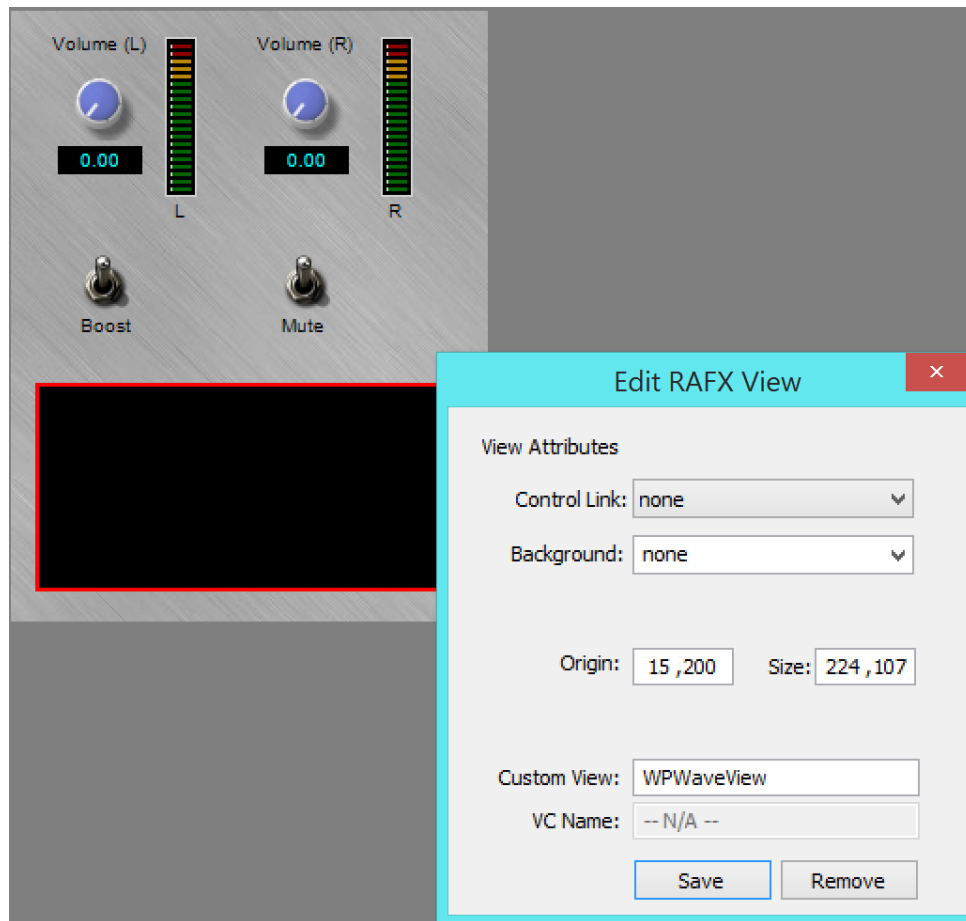 Volume (L)
Volume (R)
0.00
0.00
L
R
Boost
Mute
Edit RAFX View
View Attributes
Control Link: none
Background: none
Origin: 15 ,200 Size: 224 ,107
Custom View: WPWaveView
VC Name: -- N/A --
Save Remove